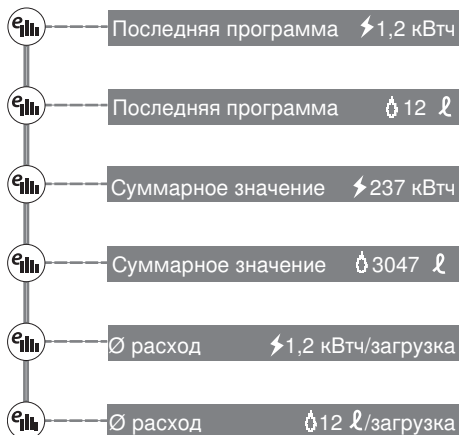 Последняя программа 1,2 кВтч
Последняя программа 12 ℓ
Суммарное значение 237 кВтч
Суммарное значение 3047 ℓ
Ø расход 1,2 кВтч/загрузка
Ø расход 12 ℓ/загрузка